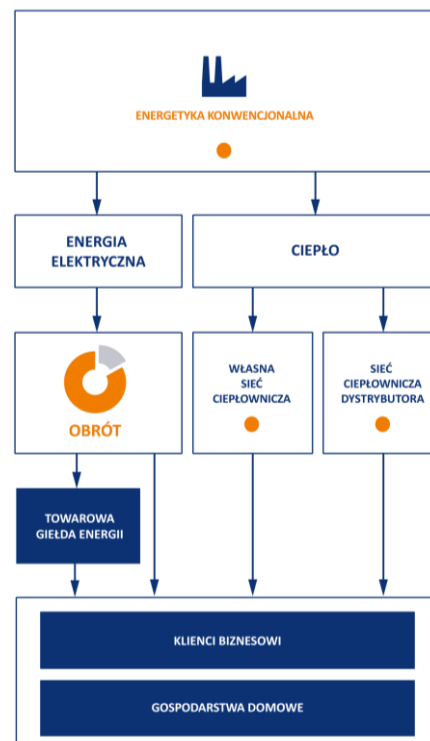 ENERGETYKA KONWENCJONALNA
ENERGIA
ELEKTRYCZNA
CIEPŁO
OBRÓT
WŁASNA
SIEĆ
CIEPŁOWNICZA
SIEĆ
CIEPŁOWNICZA
DYSTRYBUTORA
TOWAROWA
GIEŁDA ENERGII
KLIENCI BIZNESOWI
GOSPODARSTWA DOMOWE